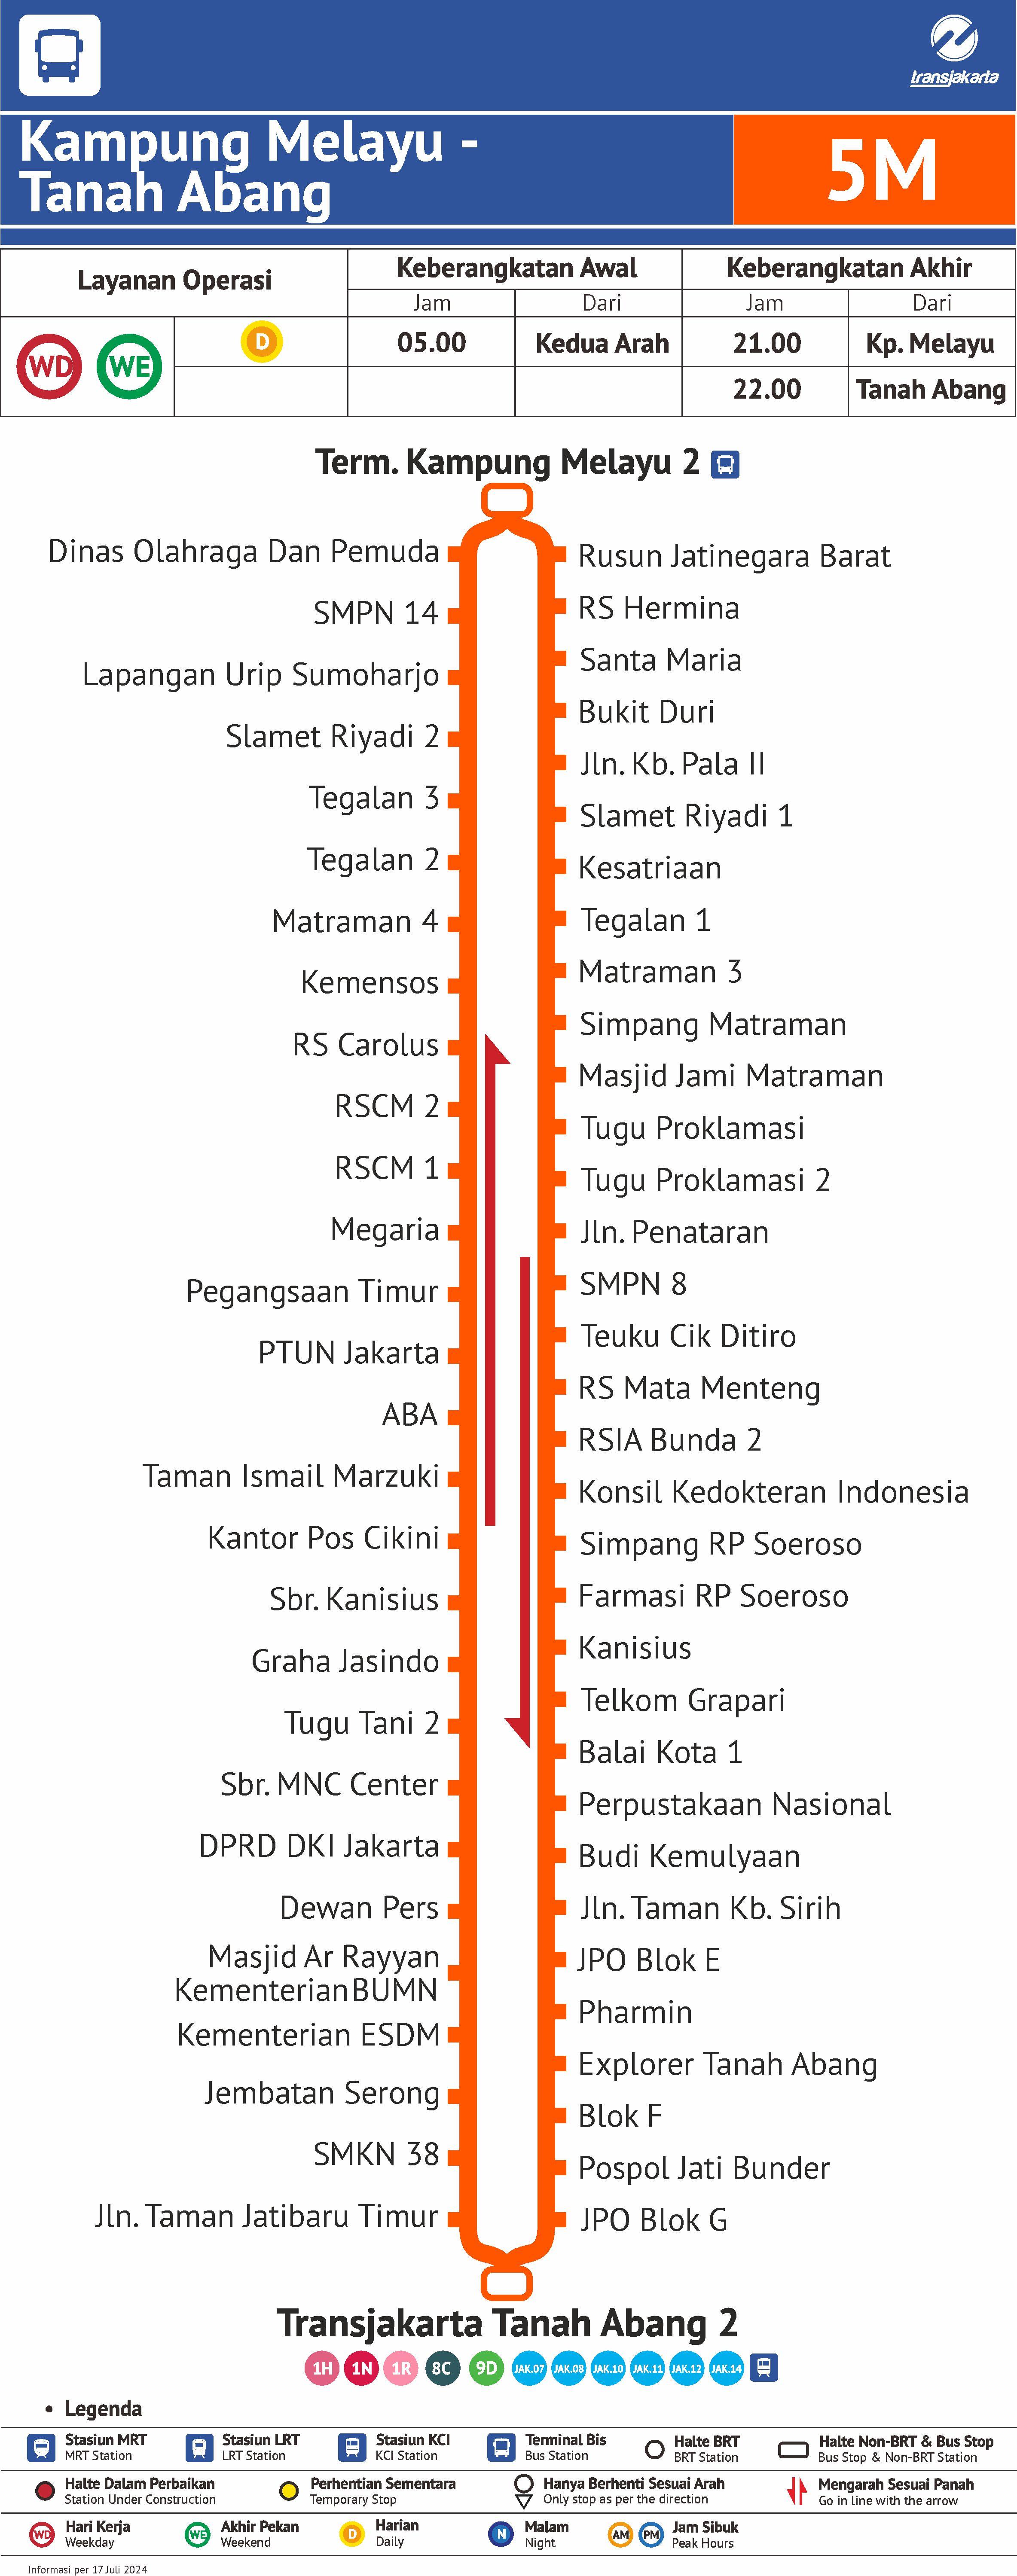 transjakarta
Kampung Melayu -
Tanah Abang
5M
Layanan Operasi
Keberangkatan Awal
Keberangkatan Akhir
Jam
Dari
Jam
Dari
WD
WE
D
05.00
Kedua Arah
21.00
Kp. Melayu
22.00
Tanah Abang
Term. Kampung Melayu 2
Dinas Olahraga Dan Pemuda
SMPN 14
Lapangan Urip Sumoharjo
Slamet Riyadi 2
Tegalan 3
Tegalan 2
Matraman 4
Kemensos
RS Carolus
RSCM 2
RSCM 1
Megaria
Pegangsaan Timur
PTUN Jakarta
ABA
Taman Ismail Marzuki
Kantor Pos Cikini
Sbr. Kanisius
Graha Jasindo
Tugu Tani 2
Sbr. MNC Center
DPRD DKI Jakarta
Dewan Pers
Masjid Ar Rayyan
Kementerian BUMN
Kementerian ESDM
Jembatan Serong
SMKN 38
Jln. Taman Jatibaru Timur
Rusun Jatinegara Barat
RS Hermina
Santa Maria
Bukit Duri
Jln. Kb. Pala II
Slamet Riyadi 1
Kesatriaan
Tegalan 1
Matraman 3
Simpang Matraman
Masjid Jami Matraman
Tugu Proklamasi
Tugu Proklamasi 2
Jln. Penataran
SMPN 8
Teuku Cik Ditiro
RS Mata Menteng
RSIA Bunda 2
Konsil Kedokteran Indonesia
Simpang RP Soeroso
Farmasi RP Soeroso
Kanisius
Telkom Grapari
Balai Kota 1
Perpustakaan Nasional
Budi Kemulyaan
Jln. Taman Kb. Sirih
JPO Blok E
Pharmin
Explorer Tanah Abang
Blok F
Pospol Jati Bunder
JPO Blok G
Transjakarta Tanah Abang 2
1H 1N 1R 8C 9D JAK.07 JAK.08 JAK.10 JAK.11 JAK.12 JAK.14
• Legenda
Stasiun MRT
MRT Station
Stasiun LRT
LRT Station
Stasiun KCI
KCI Station
Terminal Bis
Bus Station
Halte BRT
BRT Station
Halte Non-BRT & Bus Stop
Bus Stop & Non-BRT Station
Halte Dalam Perbaikan
Station Under Construction
Perhentian Sementara
Temporary Stop
Hanya Berhenti Sesuai Arah
Only stop as per the direction
Mengarah Sesuai Panah
Go in line with the arrow
WD
Hari Kerja
Weekday
WE
Akhir Pekan
Weekend
D
Harian
Daily
N
Malam
Night
AM PM
Jam Sibuk
Peak Hours
Informasi per 17 Juli 2024